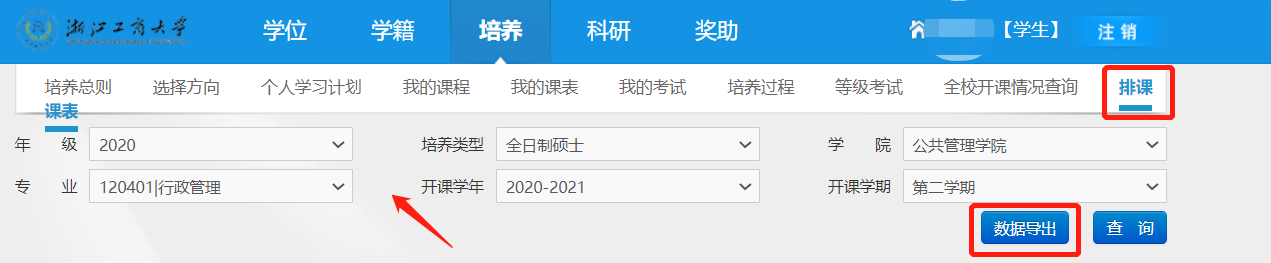 浙江工商大学 学位 学籍 培养 科研 奖助 【学生】 注 销
培养总则 选择方向 个人学习计划 我的课程 我的课表 我的考试 培养过程 等级考试 全校开课情况查询 排课
课表
年 级 2020 培养类型 全日制硕士 学 院 公共管理学院
专 业 120401|行政管理 开课学年 2020-2021 开课学期 第二学期
数据导出 查 询